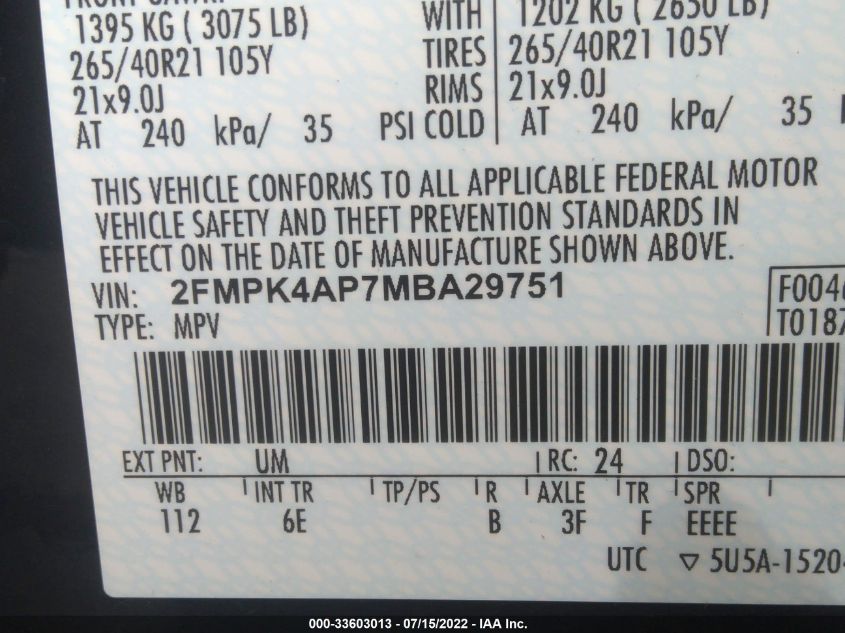 1395 KG ( 3075 LB) WITH 1202 KG ( 2650 LB)
265/40R21 105Y TIRES 265/40R21 105Y
21x9.0J RIMS 21x9.0J
AT 240 kPa/ 35 PSI COLD AT 240 kPa/ 35
THIS VEHICLE CONFORMS TO ALL APPLICABLE FEDERAL MOTOR
VEHICLE SAFETY AND THEFT PREVENTION STANDARDS IN
EFFECT ON THE DATE OF MANUFACTURE SHOWN ABOVE.
VIN: 2FMPK4AP7MBA29751 F004
TYPE: MPV T0187
EXT PNT: UM RC: 24 DSO:
WB INT TR TP/PS R AXLE TR SPR
112 6E B 3F F EEEE
UTC ▽ 5U5A-1520
000-33603013 - 07/15/2022 - IAA Inc.